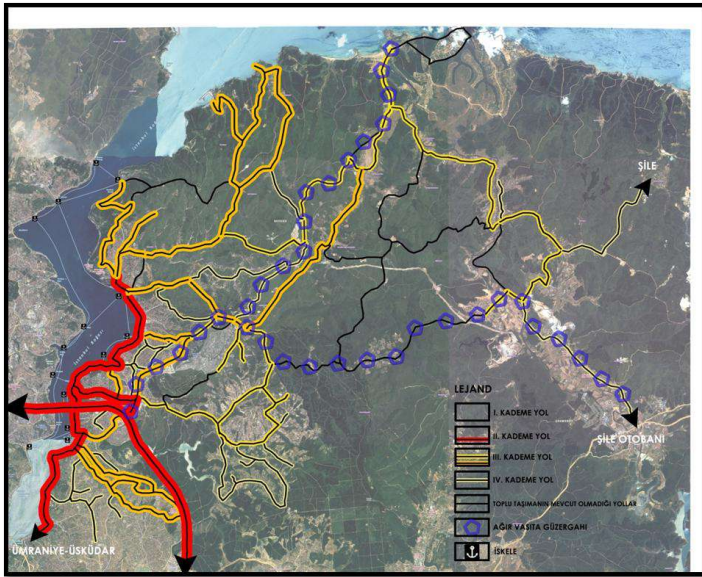 ŞİLE
LEJAND
I. KADEME YOL
II. KADEME YOL
III. KADEME YOL
IV. KADEME YOL
TOPLU TAŞIMANIN MEVCUT OLMADIĞI YOLLAR
AĞIR VASITA GÜZERGAHI
İSKELE
ŞİLE OTOBANI
ÜMRANİYE-ÜSKÜDAR